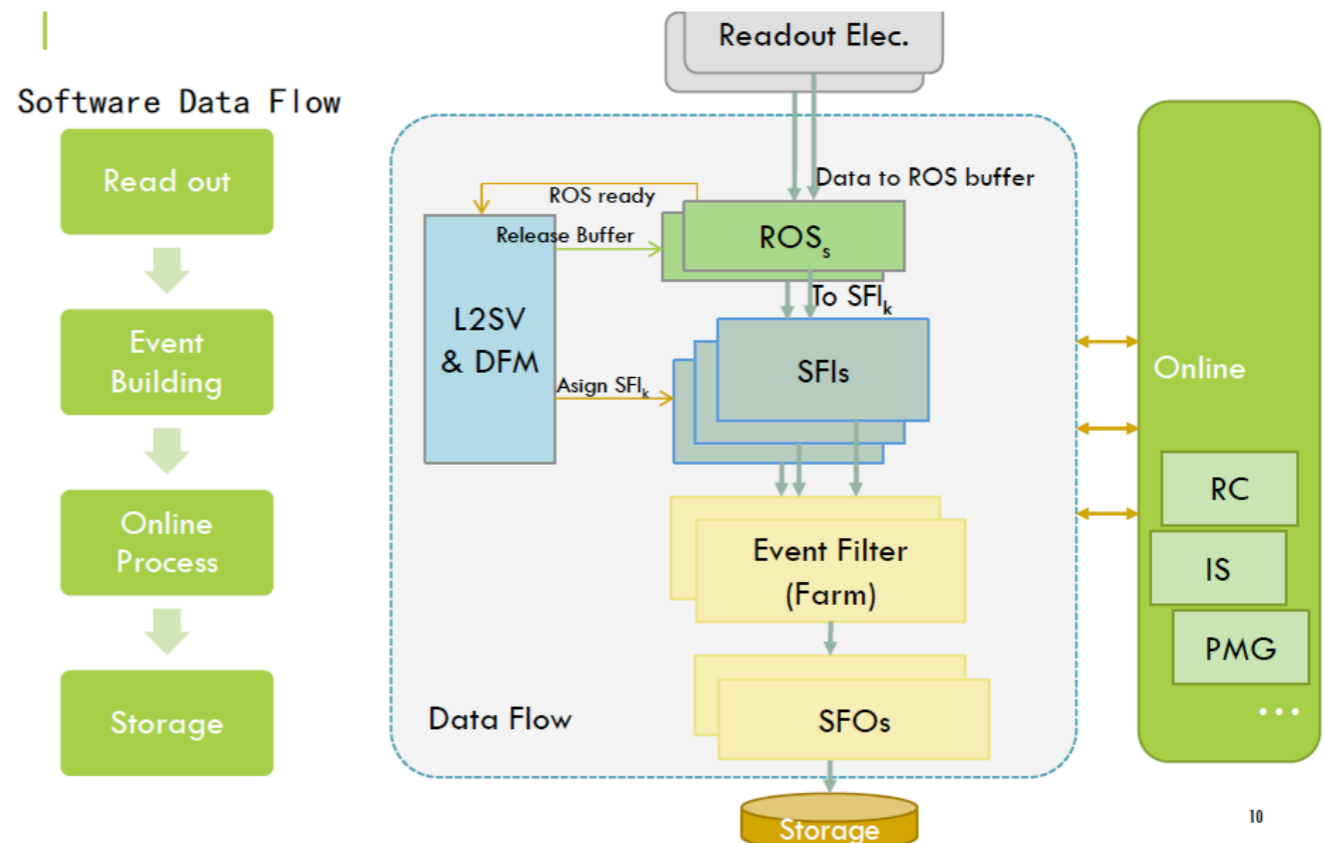 Software Data Flow
Read out
Event
Building
Online
Process
Storage
Readout Elec.
Data to ROS buffer
ROS ready
Release Buffer
ROSs
To SFIk
L2SV
& DFM
SFIs
Asign SFIk
Event Filter
(Farm)
SFOs
Data Flow
Storage
Online
RC
IS
PMG
...
10